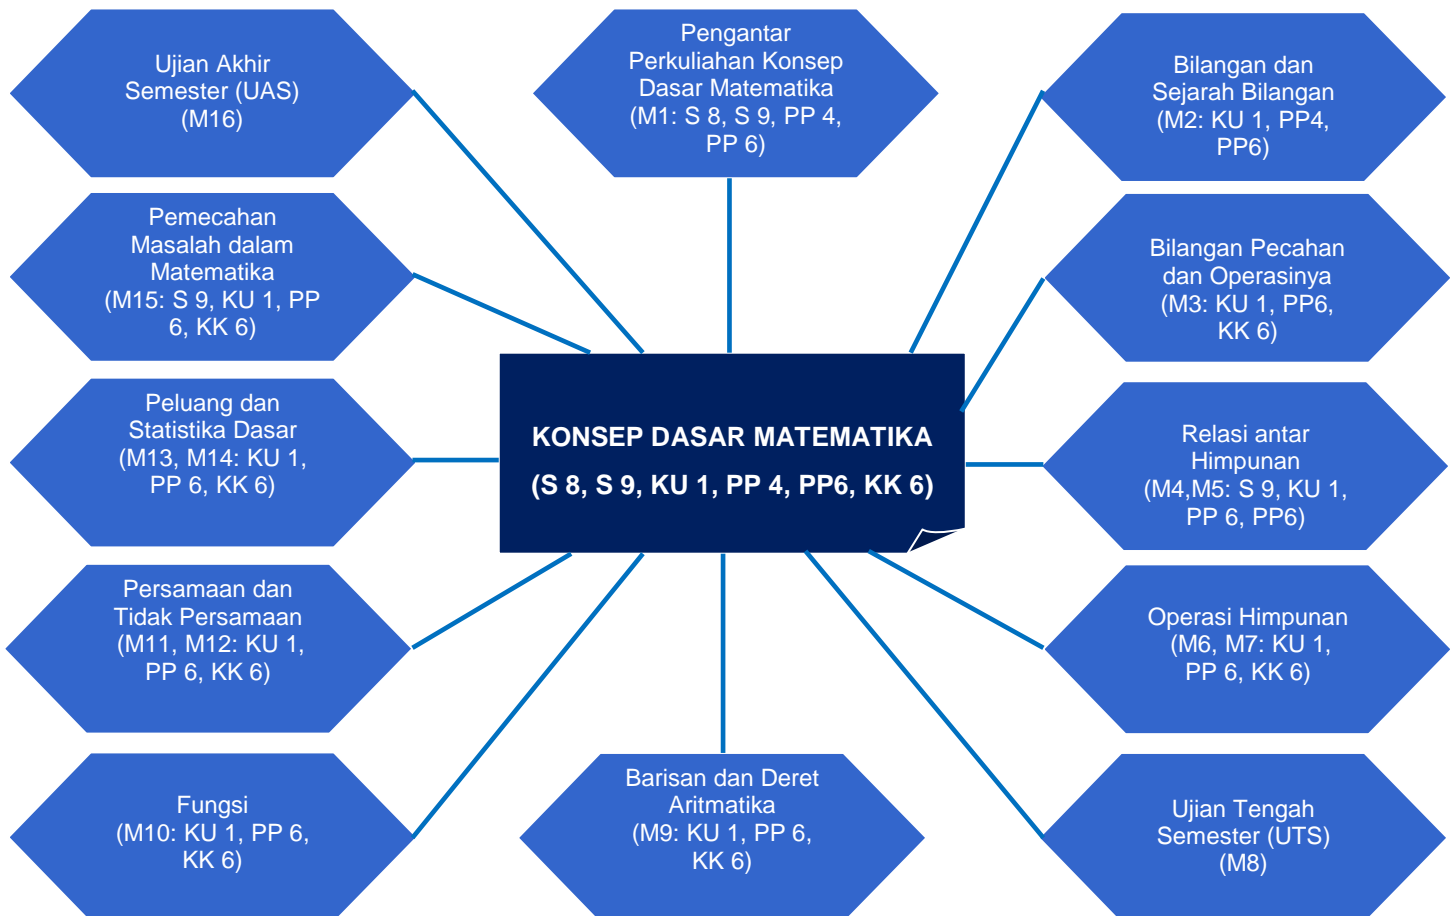 Ujian Akhir
Semester (UAS)
(M16)
Pengantar
Perkuliahan Konsep
Dasar Matematika
(M1: S 8, S 9, PP 4,
PP 6)
Bilangan dan
Sejarah Bilangan
(M2: KU 1, PP4,
PP6)
Pemecahan
Masalah dalam
Matematika
(M15: S 9, KU 1, PP
6, KK 6)
Bilangan Pecahan
dan Operasinya
(M3: KU 1, PP6,
KK 6)
Peluang dan
Statistika Dasar
(M13, M14: KU 1,
PP 6, KK 6)
KONSEP DASAR MATEMATIKA
(S 8, S 9, KU 1, PP 4, PP6, KK 6)
Relasi antar
Himpunan
(M4,M5: S 9, KU 1,
PP 6, PP6)
Persamaan dan
Tidak Persamaan
(M11, M12: KU 1,
PP 6, KK 6)
Operasi Himpunan
(M6, M7: KU 1,
PP 6, KK 6)
Fungsi
(M10: KU 1, PP 6,
KK 6)
Barisan dan Deret
Aritmatika
(M9: KU 1, PP 6,
KK 6)
Ujian Tengah
Semester (UTS)
(M8)